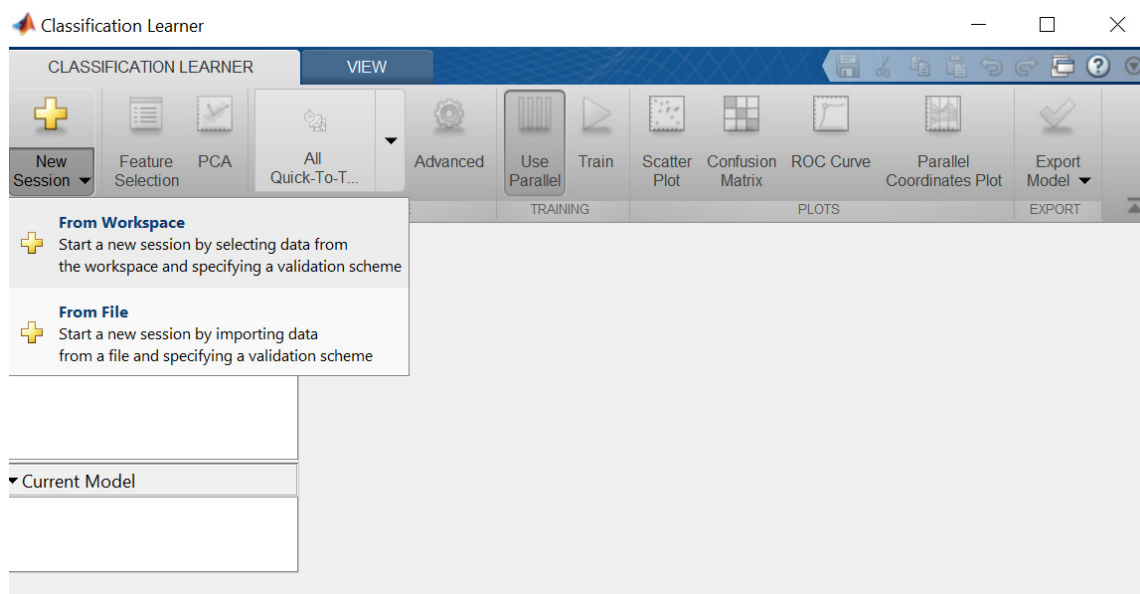 Classification Learner
CLASSIFICATION LEARNER
VIEW
New
Session
Feature
Selection
PCA
All
Quick-To-T...
Advanced
Use
Parallel
Train
Scatter
Plot
Confusion
Matrix
ROC Curve
Parallel
Coordinates Plot
Export
Model
TRAINING
PLOTS
EXPORT
From Workspace
Start a new session by selecting data from
the workspace and specifying a validation scheme
From File
Start a new session by importing data
from a file and specifying a validation scheme
Current Model